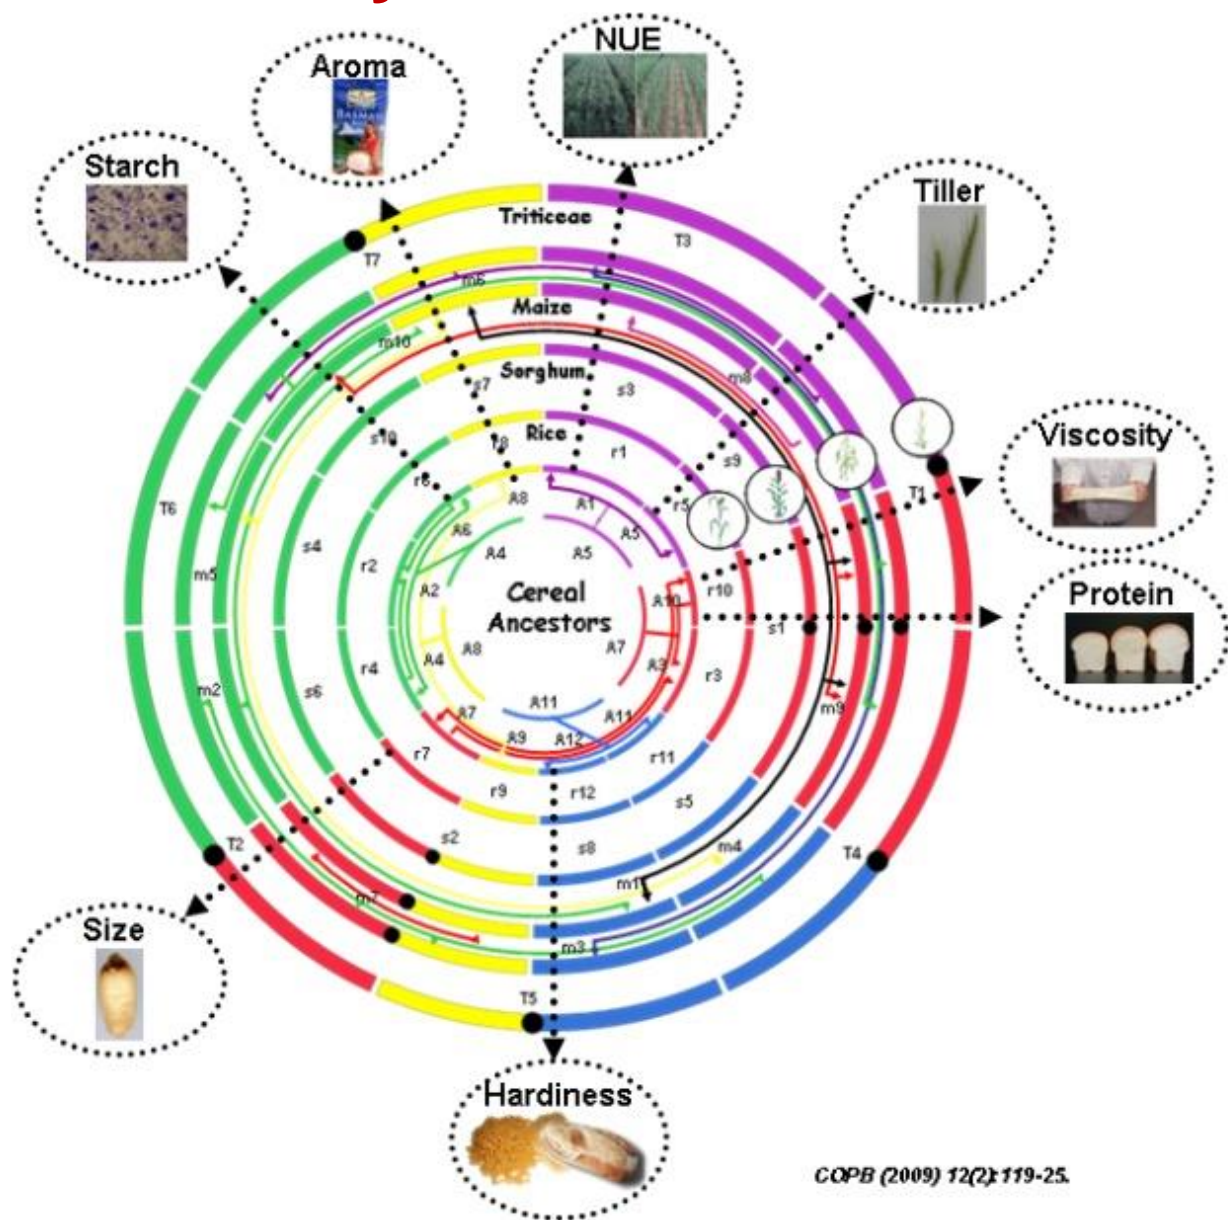 NUE
Aroma
BASMATI
Starch
Tiller
Triticeae
T3
T7
m6
Maize
m10
m8
Sorghum
s7
s3
Rice
s10
s9
r8
r1
r6
r5
Viscosity
T1
T6
A8
A1
A6
A5
A4
A5
s4
r2
m5
A2
Cereal
Ancestors
A10
r10
Protein
s1
A7
A4
A8
A3
r4
r3
m2
s6
A11
A7
A11
m9
A9
A12
r7
r11
r9
r12
s5
T2
s2
s8
m4
T4
m1
m7
m3
Size
T5
Hardiness
COPB (2009) 12(2):119-25.